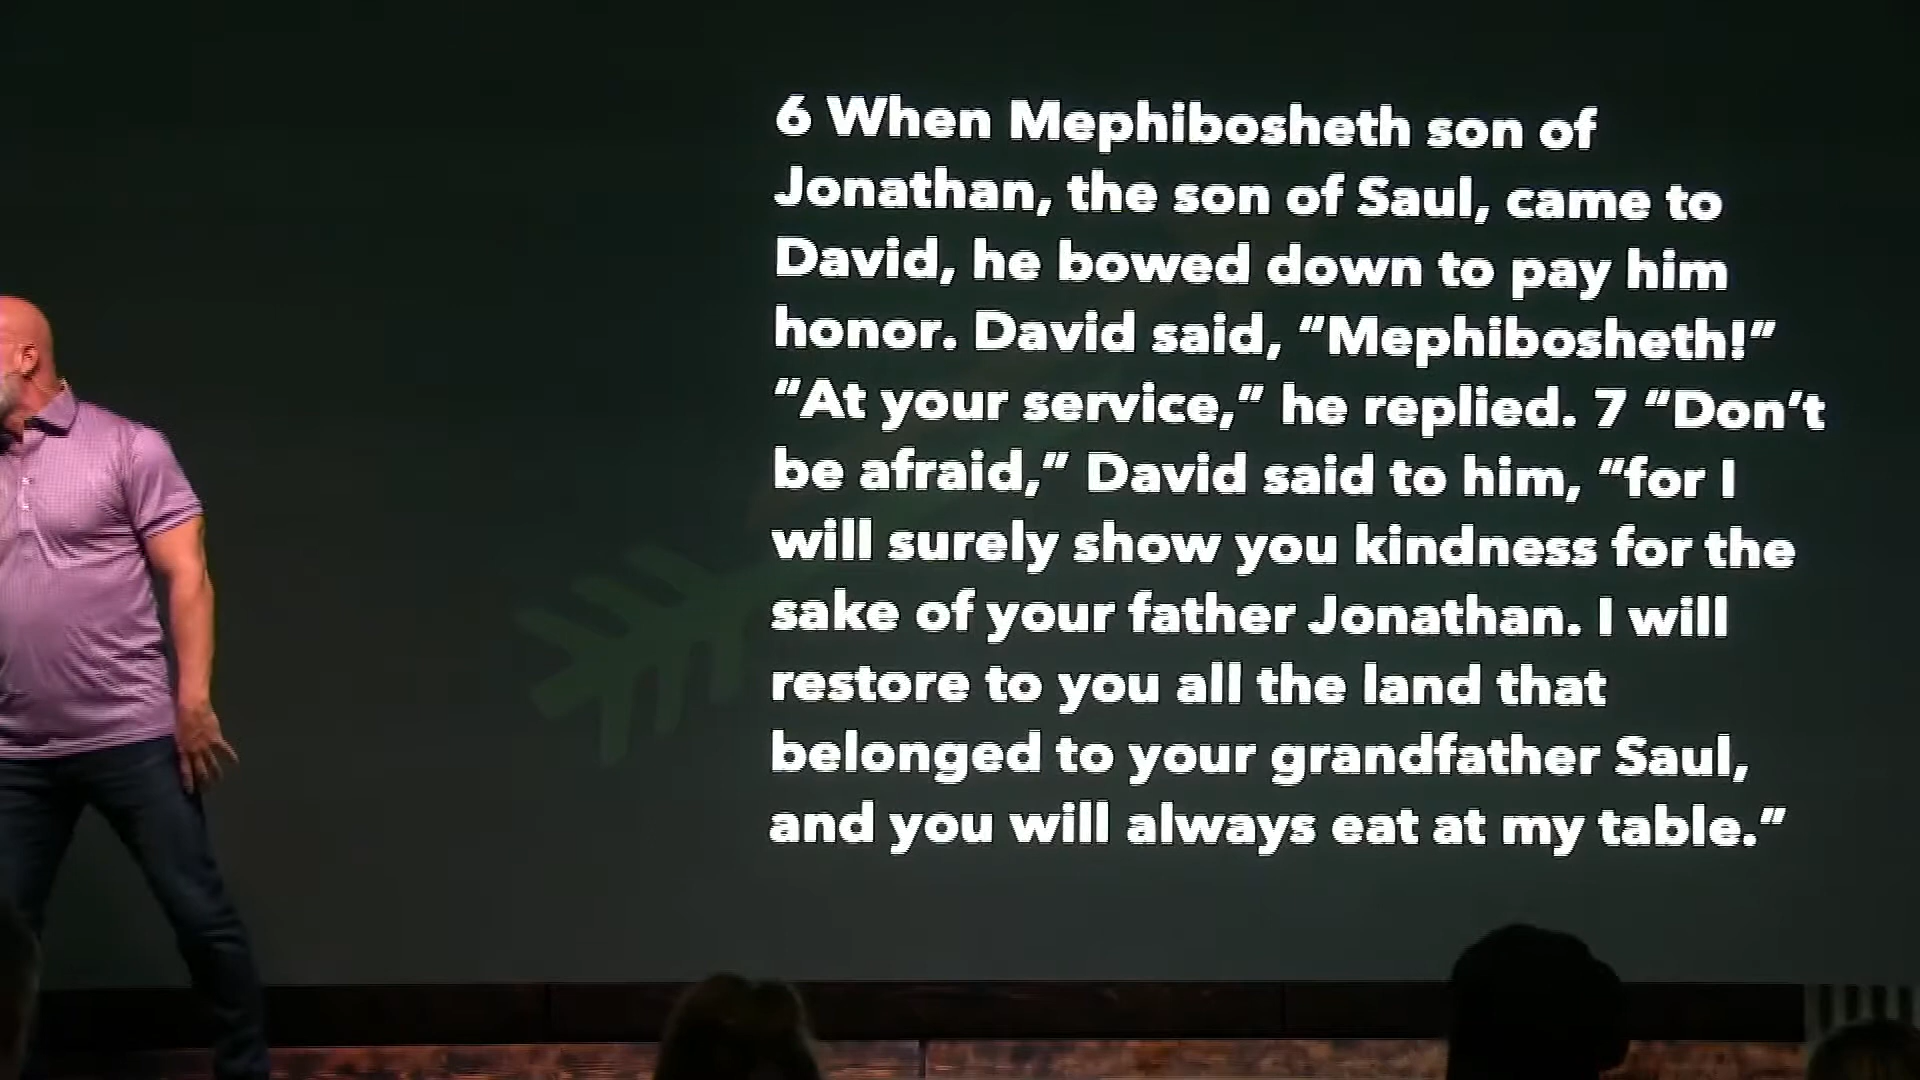 6 When Mephibosheth son of
Jonathan, the son of Saul, came to
David, he bowed down to pay him
honor. David said, “Mephibosheth!”
“At your service,” he replied. 7 “Don’t
be afraid,” David said to him, “for I
will surely show you kindness for the
sake of your father Jonathan. I will
restore to you all the land that
belonged to your grandfather Saul,
and you will always eat at my table.”